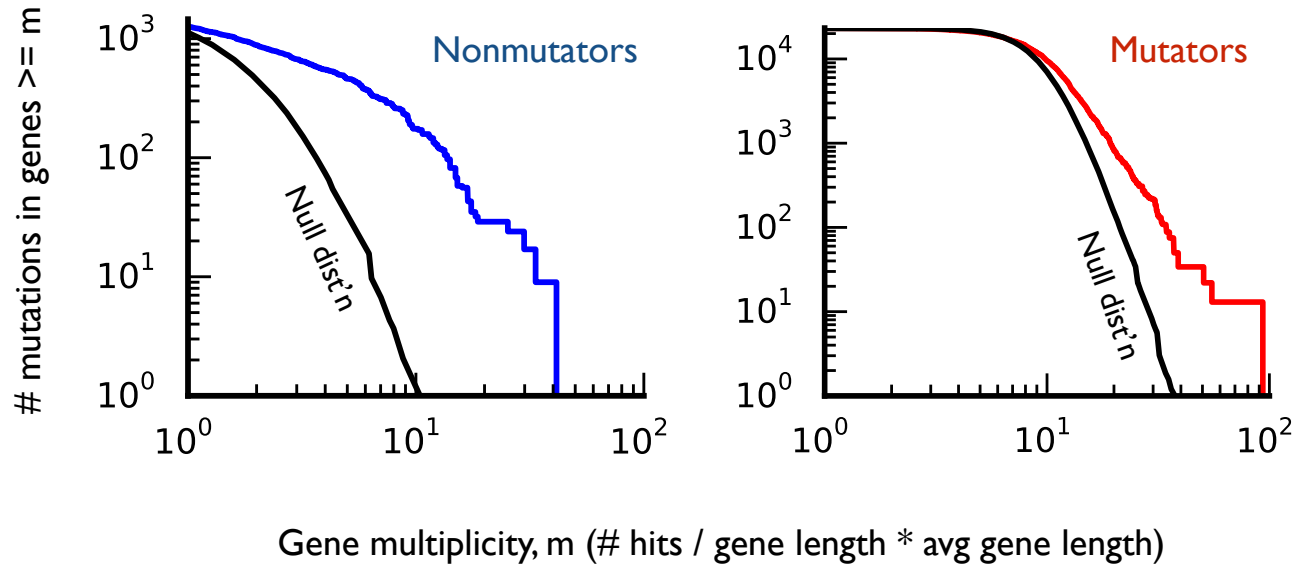 # mutations in genes >= m
Nonmutators
10³
10²
10¹
10⁰
Null dist'n
10⁰ 10¹ 10²
Mutators
10⁴
10³
10²
10¹
10⁰
Null dist'n
10⁰ 10¹ 10²
Gene multiplicity, m (# hits / gene length * avg gene length)